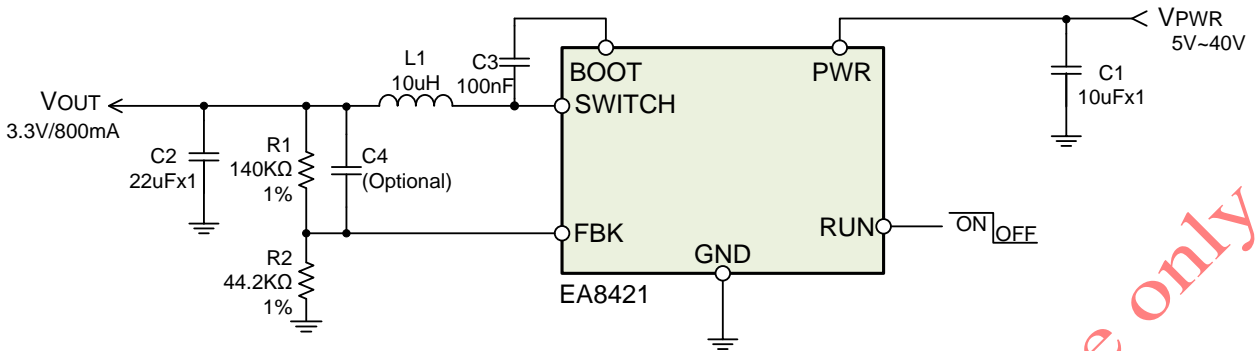 VPWR
5V~40V
C1
10uFx1
L1
10uH
C3
100nF
BOOT
PWR
SWITCH
VOUT
3.3V/800mA
C2
22uFx1
R1
140KΩ
1%
C4
(Optional)
FBK
RUN
ON
OFF
GND
R2
44.2KΩ
1%
EA8421
only